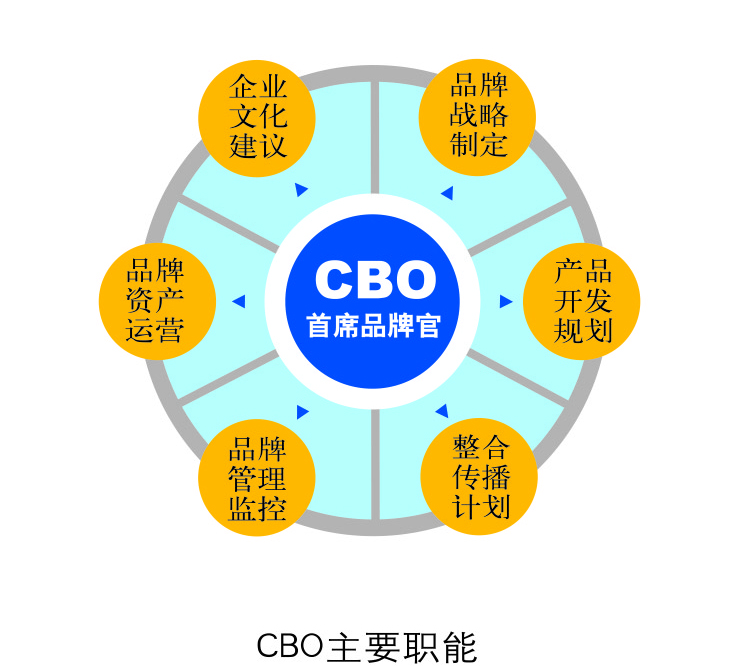 企业
文化
建议
品牌
战略
制定
品牌
资产
运营
CBO
首席品牌官
产品
开发
规划
品牌
管理
监控
整合
传播
计划
CBO主要职能